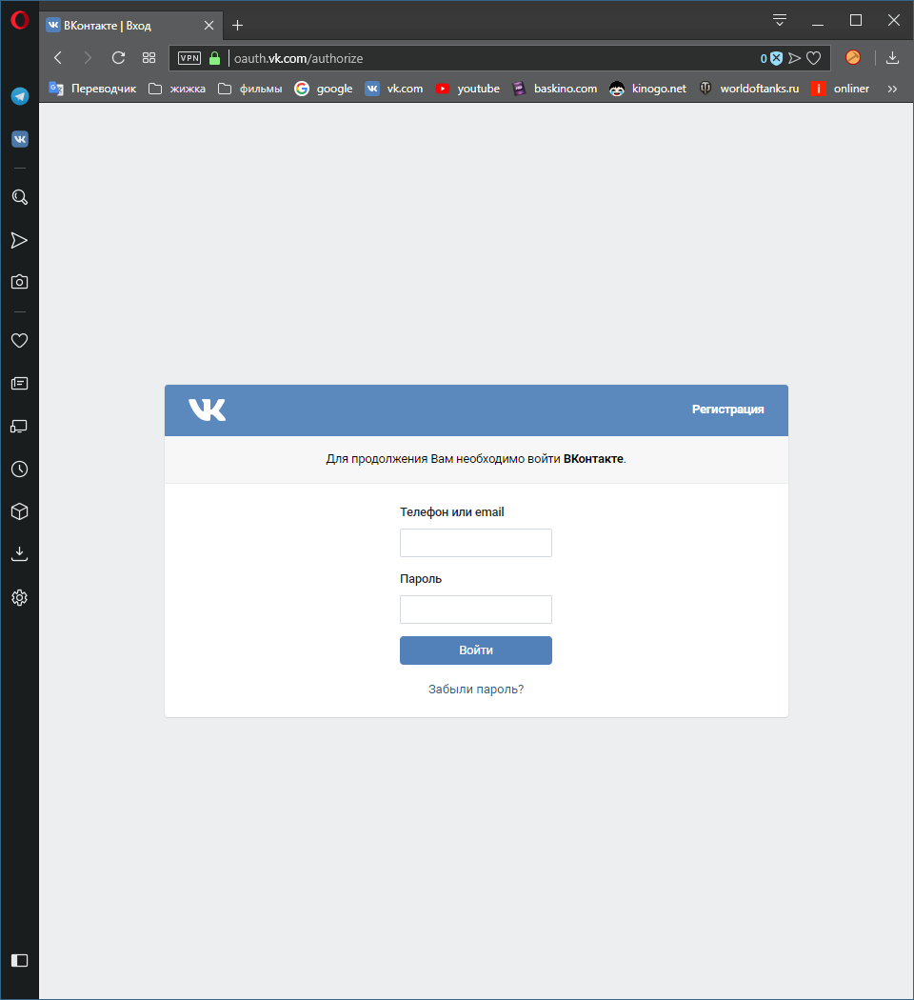 ВКонтакте | Вход
VPN oauth.vk.com/authorize 0
Переводчик жижка фильмы google vk.com youtube baskino.com kinogo.net worldoftanks.ru onliner
Регистрация
Для продолжения Вам необходимо войти ВКонтакте.
Телефон или email
Пароль
Войти
Забыли пароль?